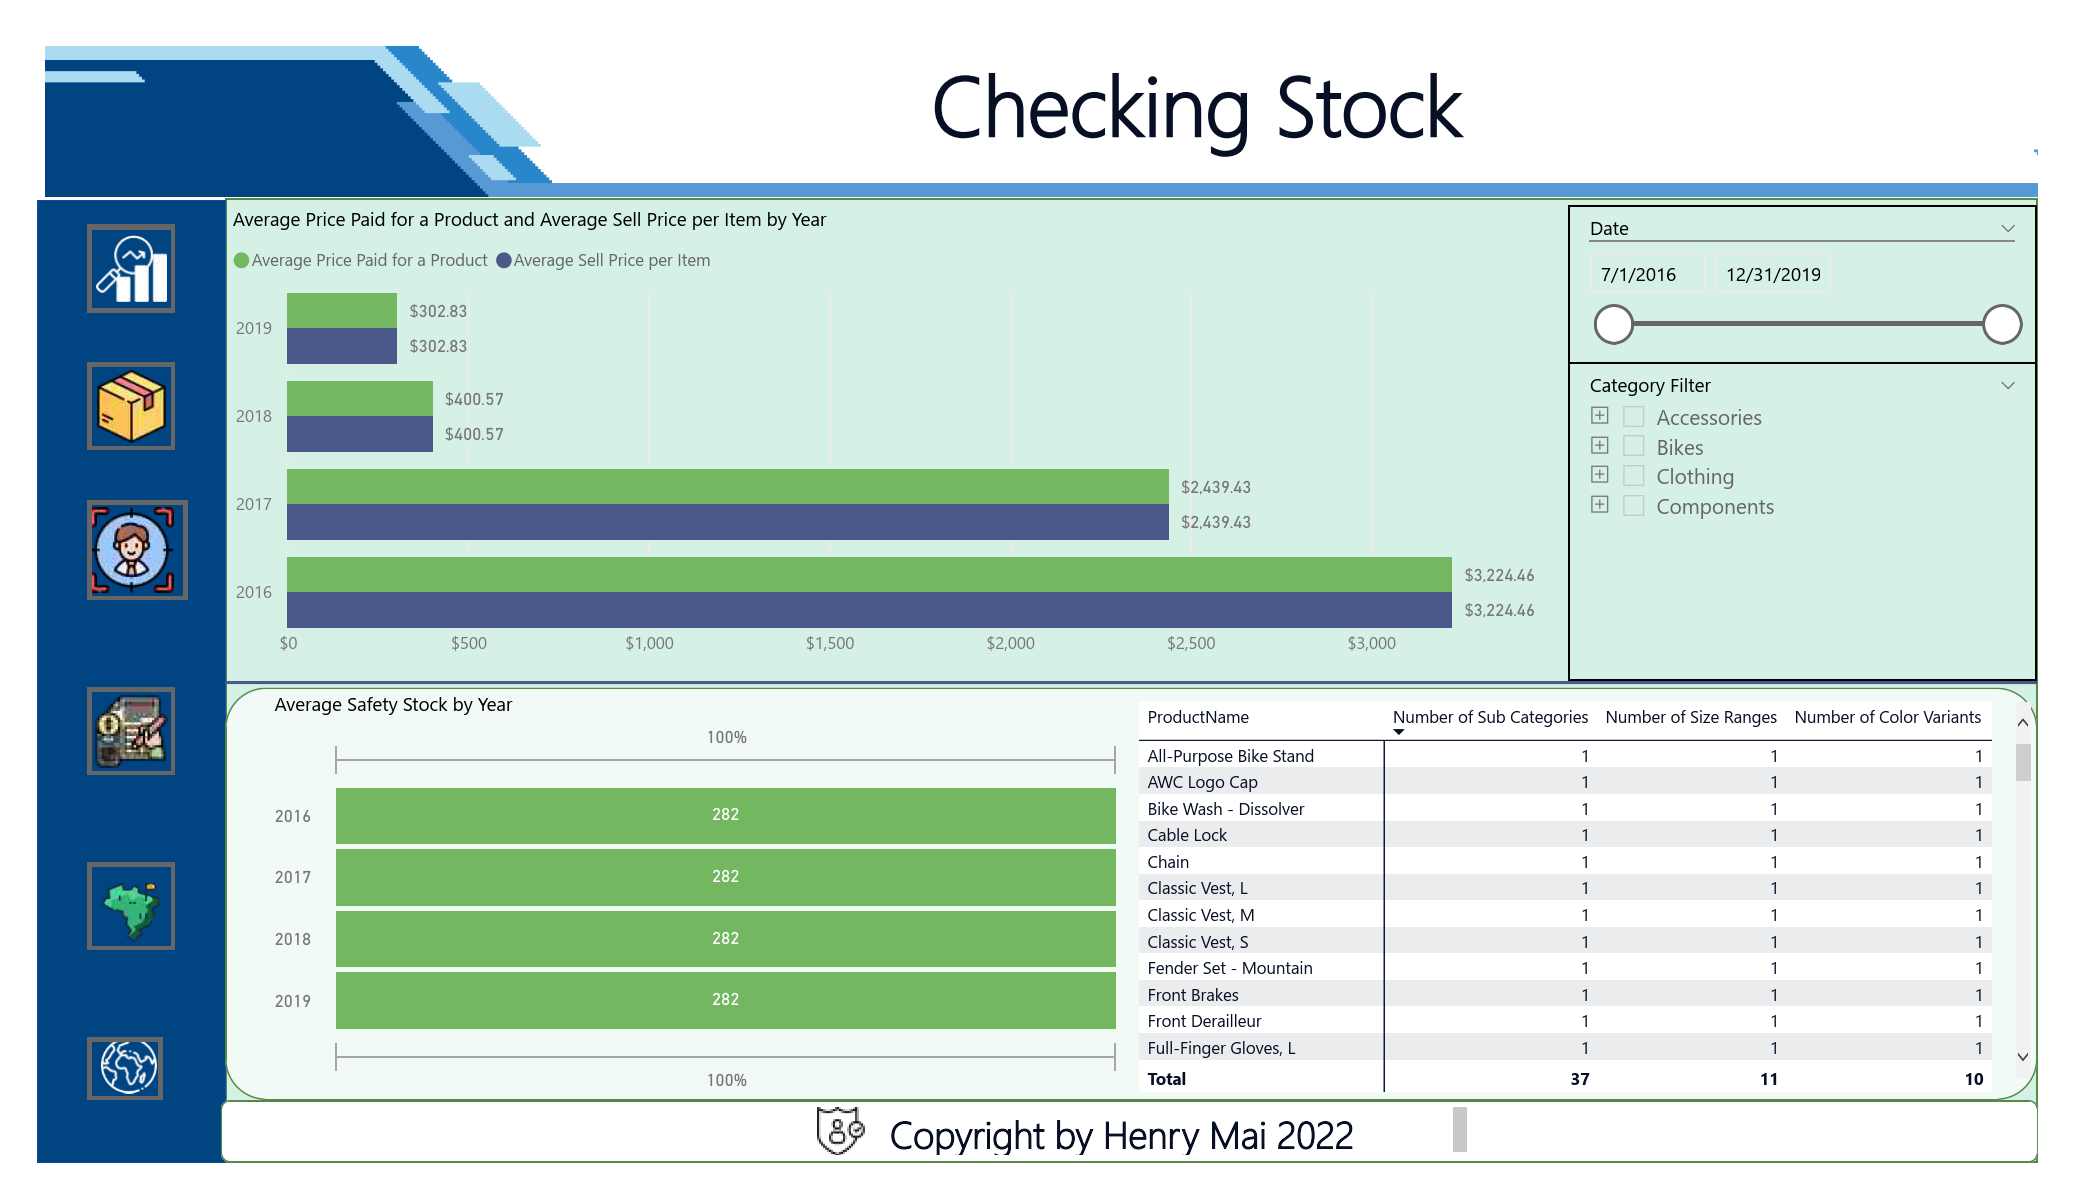 Checking Stock
Average Price Paid for a Product and Average Sell Price per Item by Year
Average Price Paid for a Product Average Sell Price per Item
2019
$302.83
$302.83
2018
$400.57
$400.57
2017
$2,439.43
$2,439.43
2016
$3,224.46
$3,224.46
$0 $500 $1,000 $1,500 $2,000 $2,500 $3,000
Date
7/1/2016 12/31/2019
Category Filter
Accessories
Bikes
Clothing
Components
Average Safety Stock by Year
100%
2016 282
2017 282
2018 282
2019 282
100%
ProductName Number of Sub Categories Number of Size Ranges Number of Color Variants
All-Purpose Bike Stand 1 1 1
AWC Logo Cap 1 1 1
Bike Wash - Dissolver 1 1 1
Cable Lock 1 1 1
Chain 1 1 1
Classic Vest, L 1 1 1
Classic Vest, M 1 1 1
Classic Vest, S 1 1 1
Fender Set - Mountain 1 1 1
Front Brakes 1 1 1
Front Derailleur 1 1 1
Full-Finger Gloves, L 1 1 1
Total 37 11 10
Copyright by Henry Mai 2022